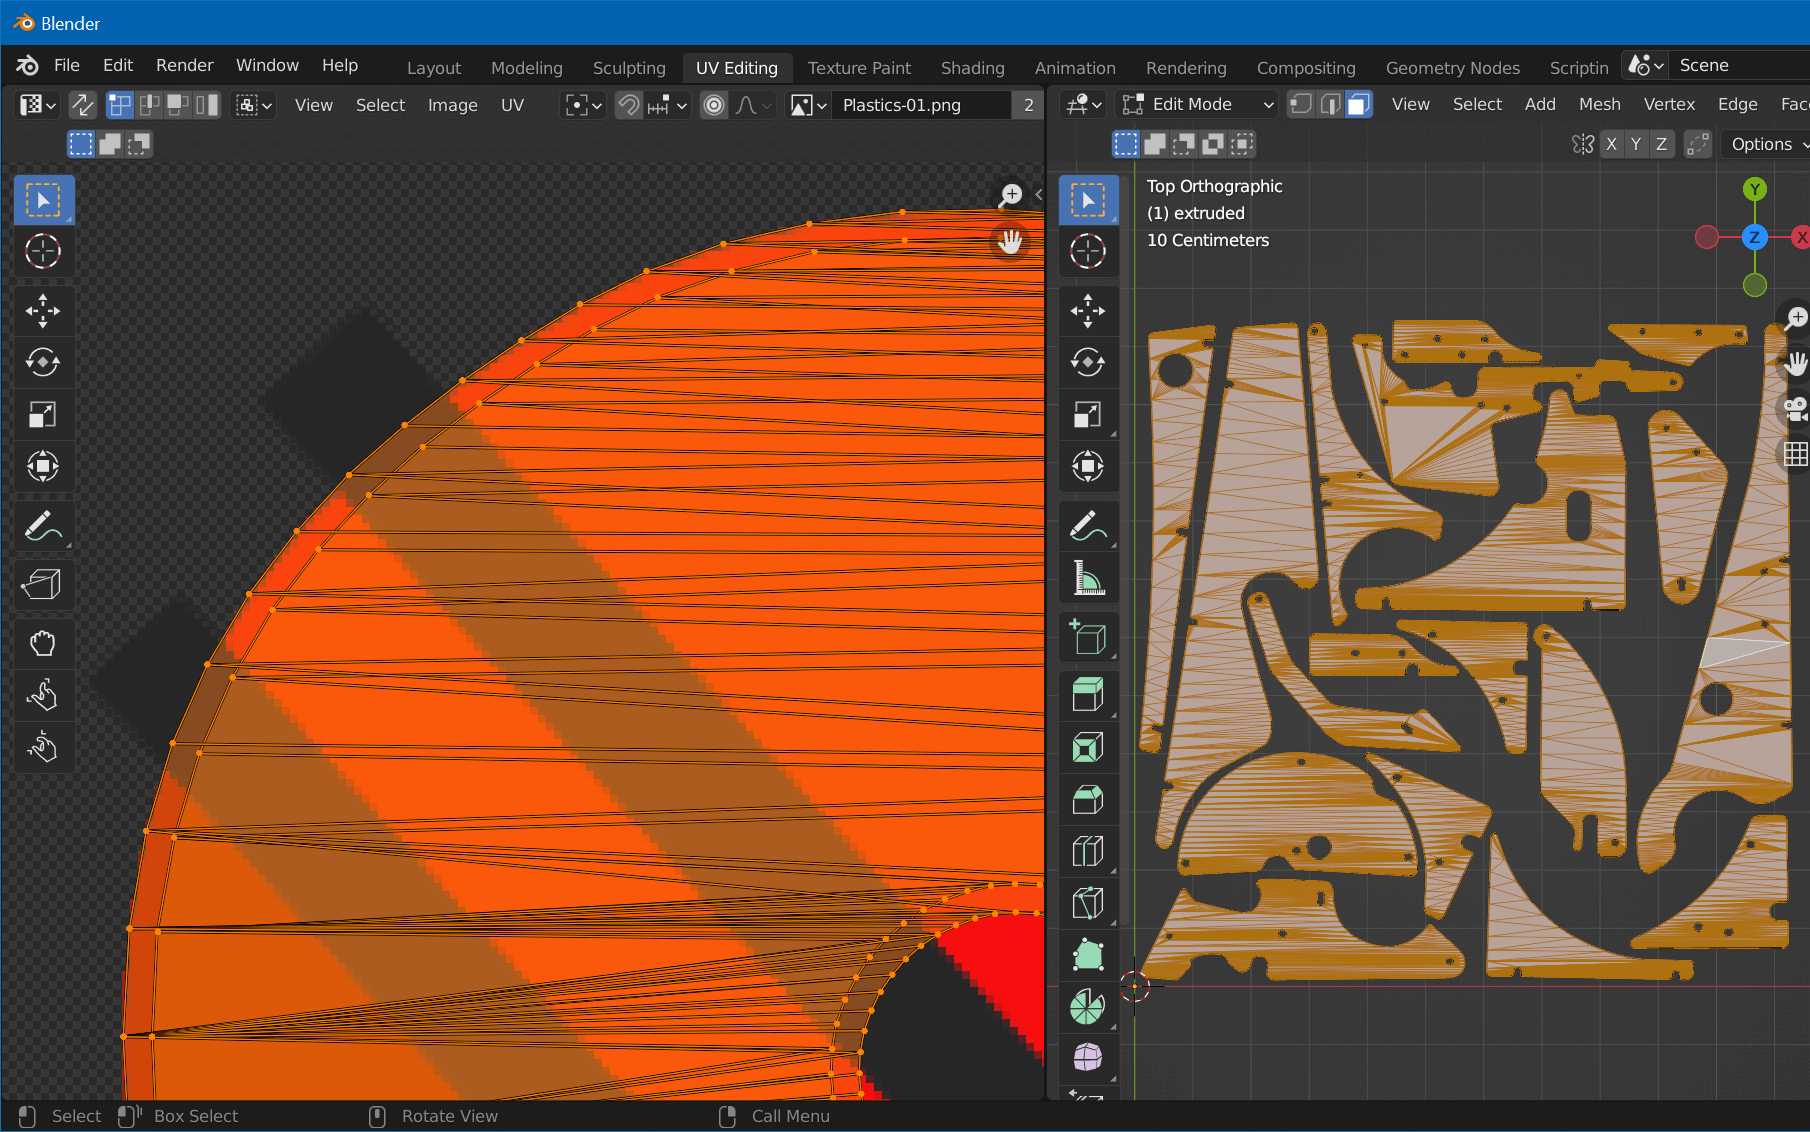 Blender
File Edit Render Window Help Layout Modeling Sculpting UV Editing Texture Paint Shading Animation Rendering Compositing Geometry Nodes Scriptin Scene
View Select Image UV Plastics-01.png 2
Edit Mode View Select Add Mesh Vertex Edge Fac
X Y Z Options
Top Orthographic
(1) extruded
10 Centimeters
Y
Z X
Select Box Select Rotate View Call Menu